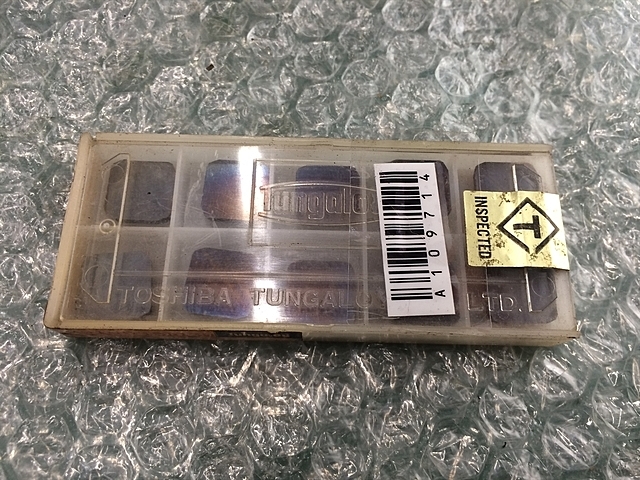 Tungaloy
A109714
INSPECTED
T
TOSHIBA TUNGALOY LTD.